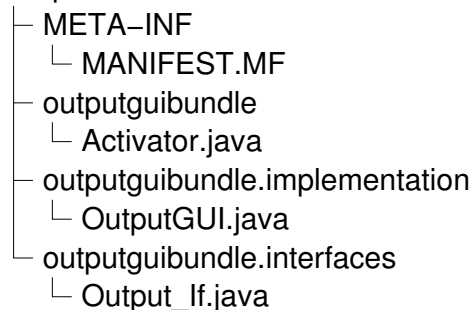 META–INF
MANIFEST.MF
outputguibundle
Activator.java
outputguibundle.implementation
OutputGUI.java
outputguibundle.interfaces
Output_If.java